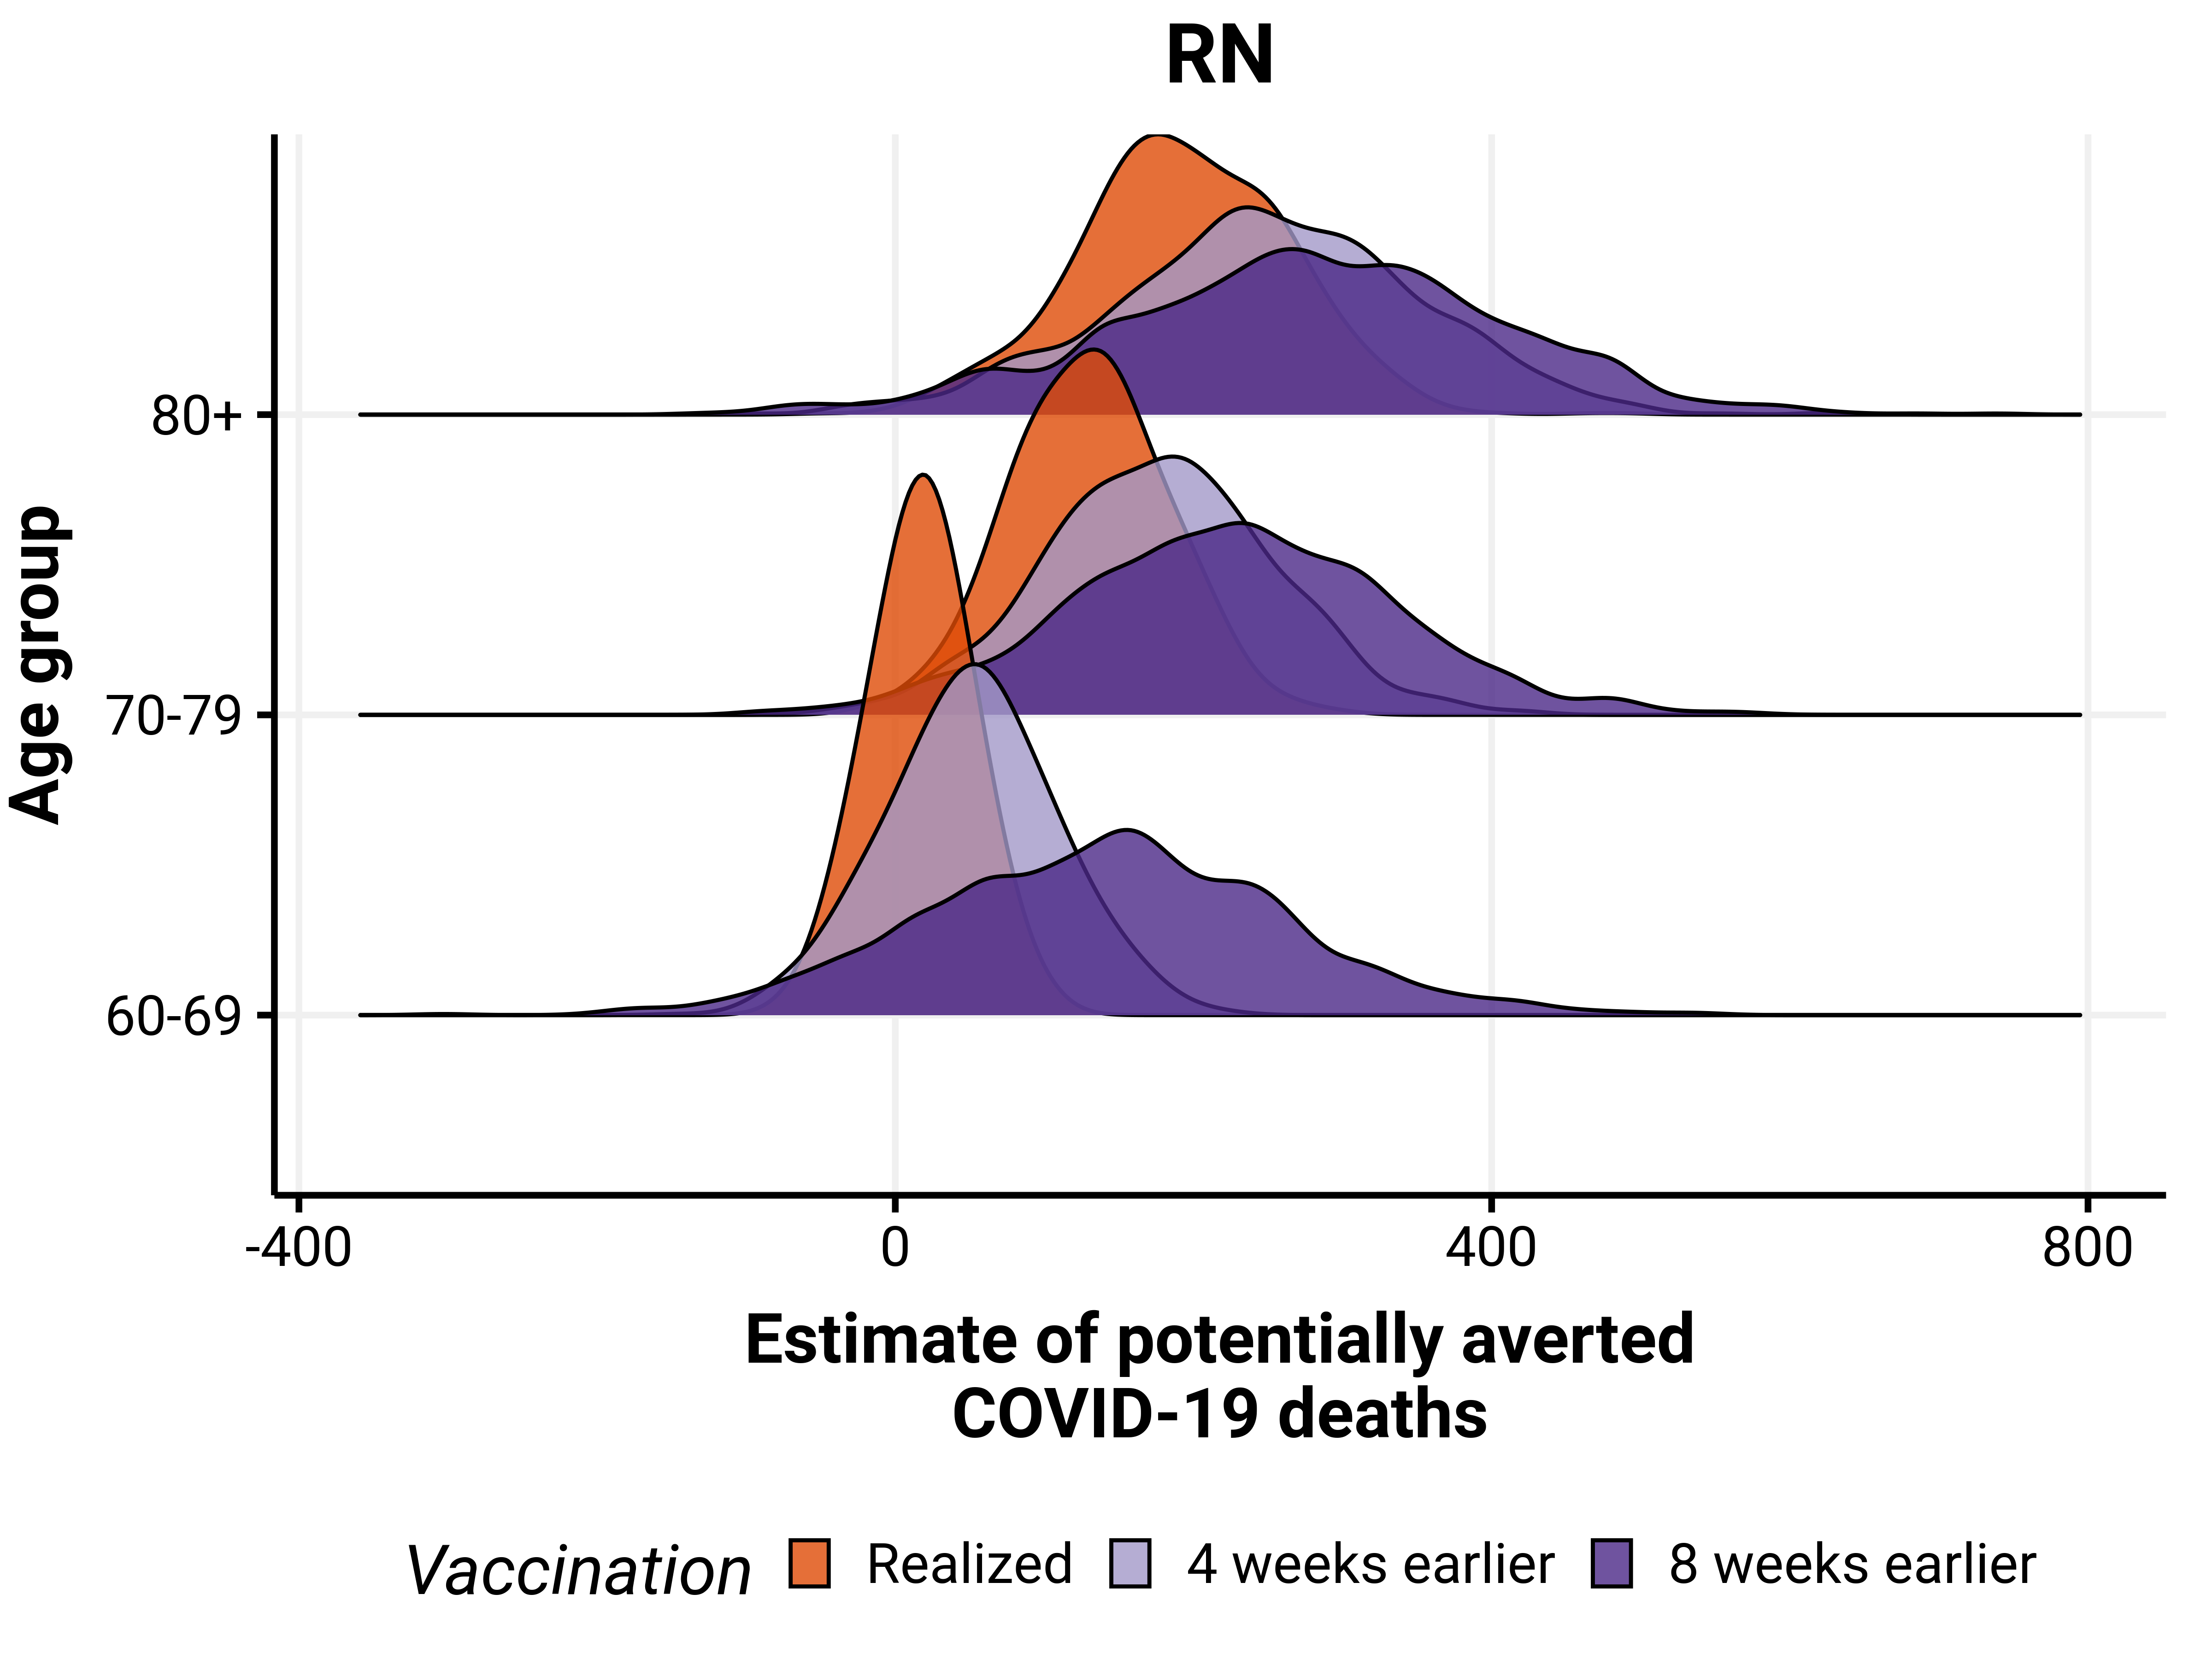 RN
Age group
80+
70-79
60-69
-400 0 400 800
Estimate of potentially averted
COVID-19 deaths
Vaccination Realized 4 weeks earlier 8 weeks earlier